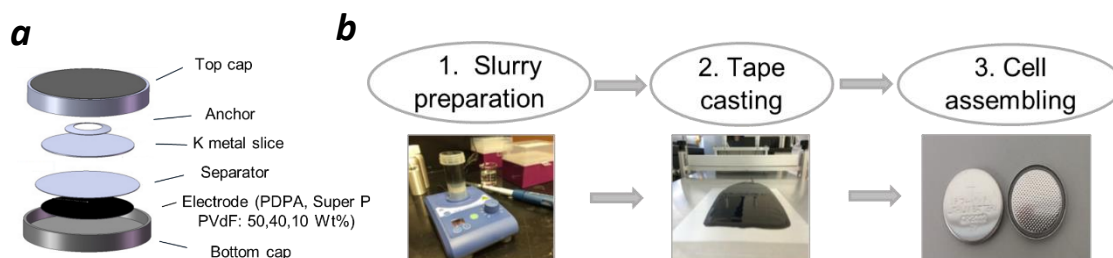 a
Top cap
Anchor
K metal slice
Separator
Electrode (PDPA, Super P
PVdF: 50,40,10 Wt%)
Bottom cap
b
1. Slurry
preparation
2. Tape
casting
3. Cell
assembling